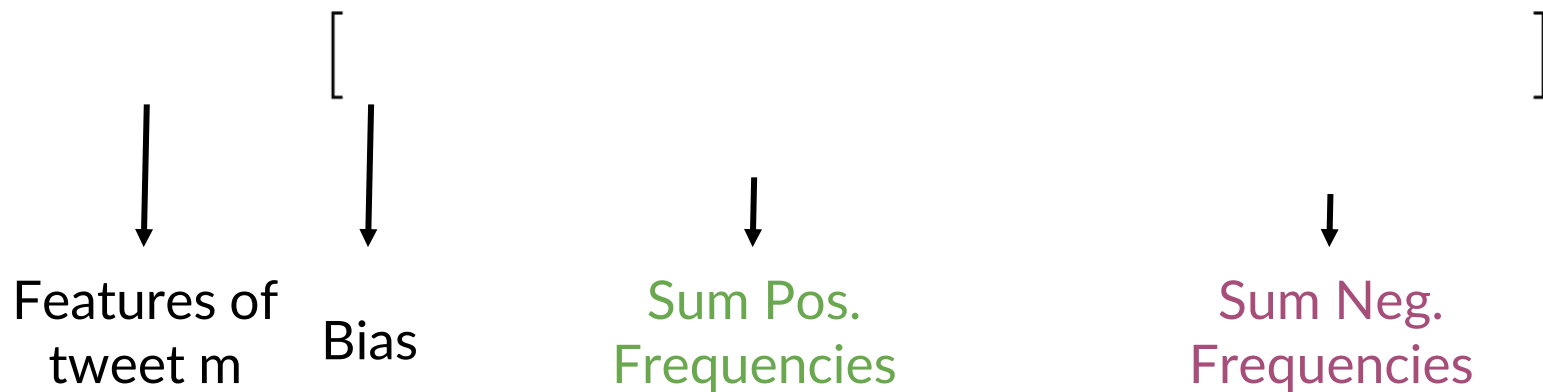 [ ]
Features of
tweet m
Bias
Sum Pos.
Frequencies
Sum Neg.
Frequencies